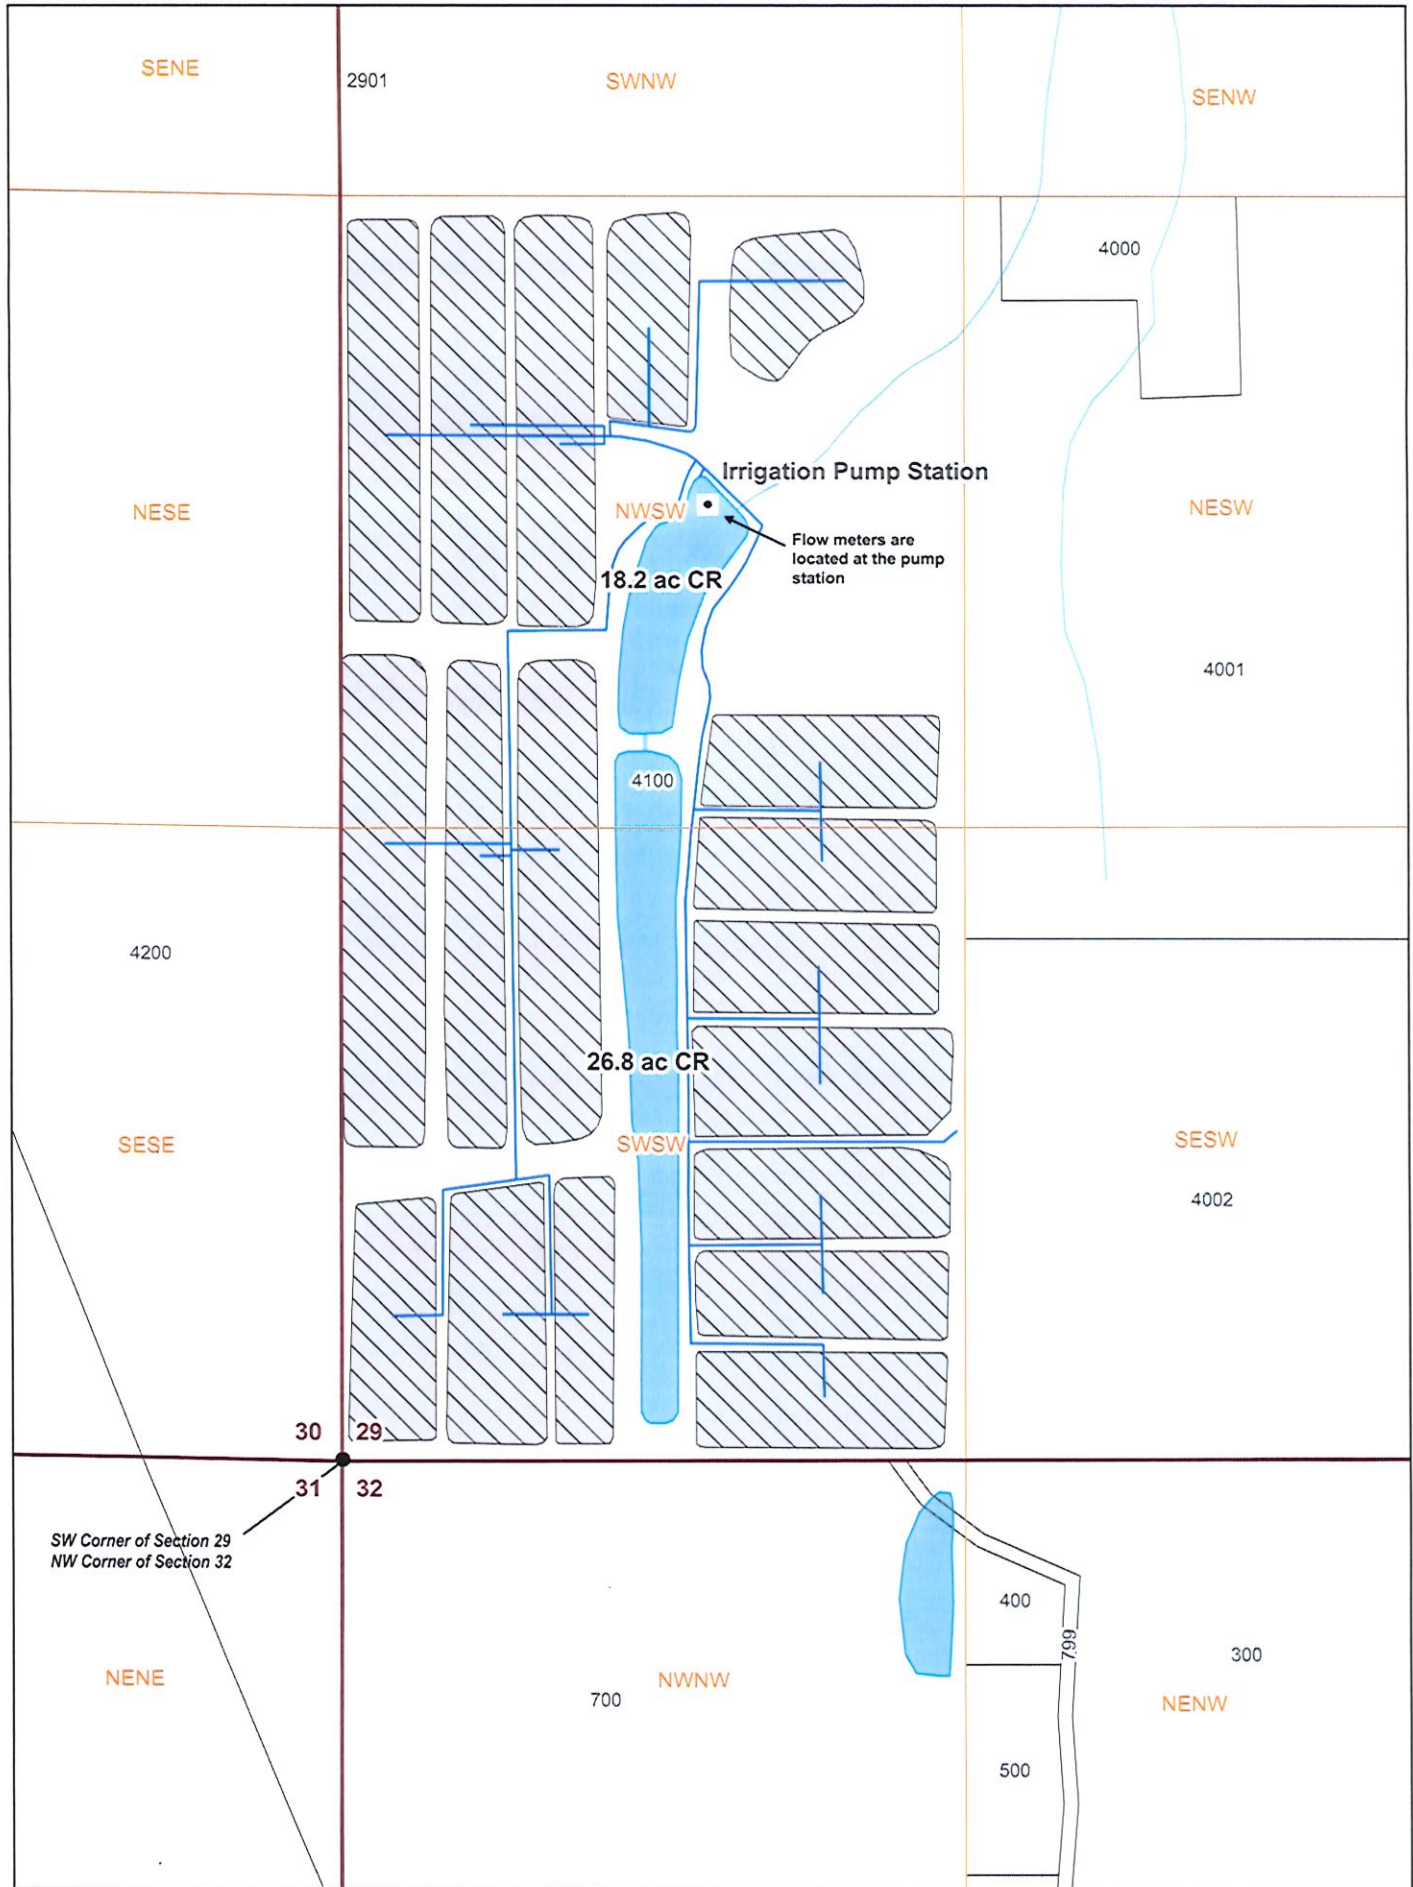 SENE
2901
SWNW
SENW
4000
Irrigation Pump Station
NESE
NWSW
NESW
Flow meters are
located at the pump
station
18.2 ac CR
4001
4100
4200
26.8 ac CR
SESE
SWSW
SESW
4002
30 29
31 32
SW Corner of Section 29
NW Corner of Section 32
400
799
300
NENE
NWNW
700
NENW
500